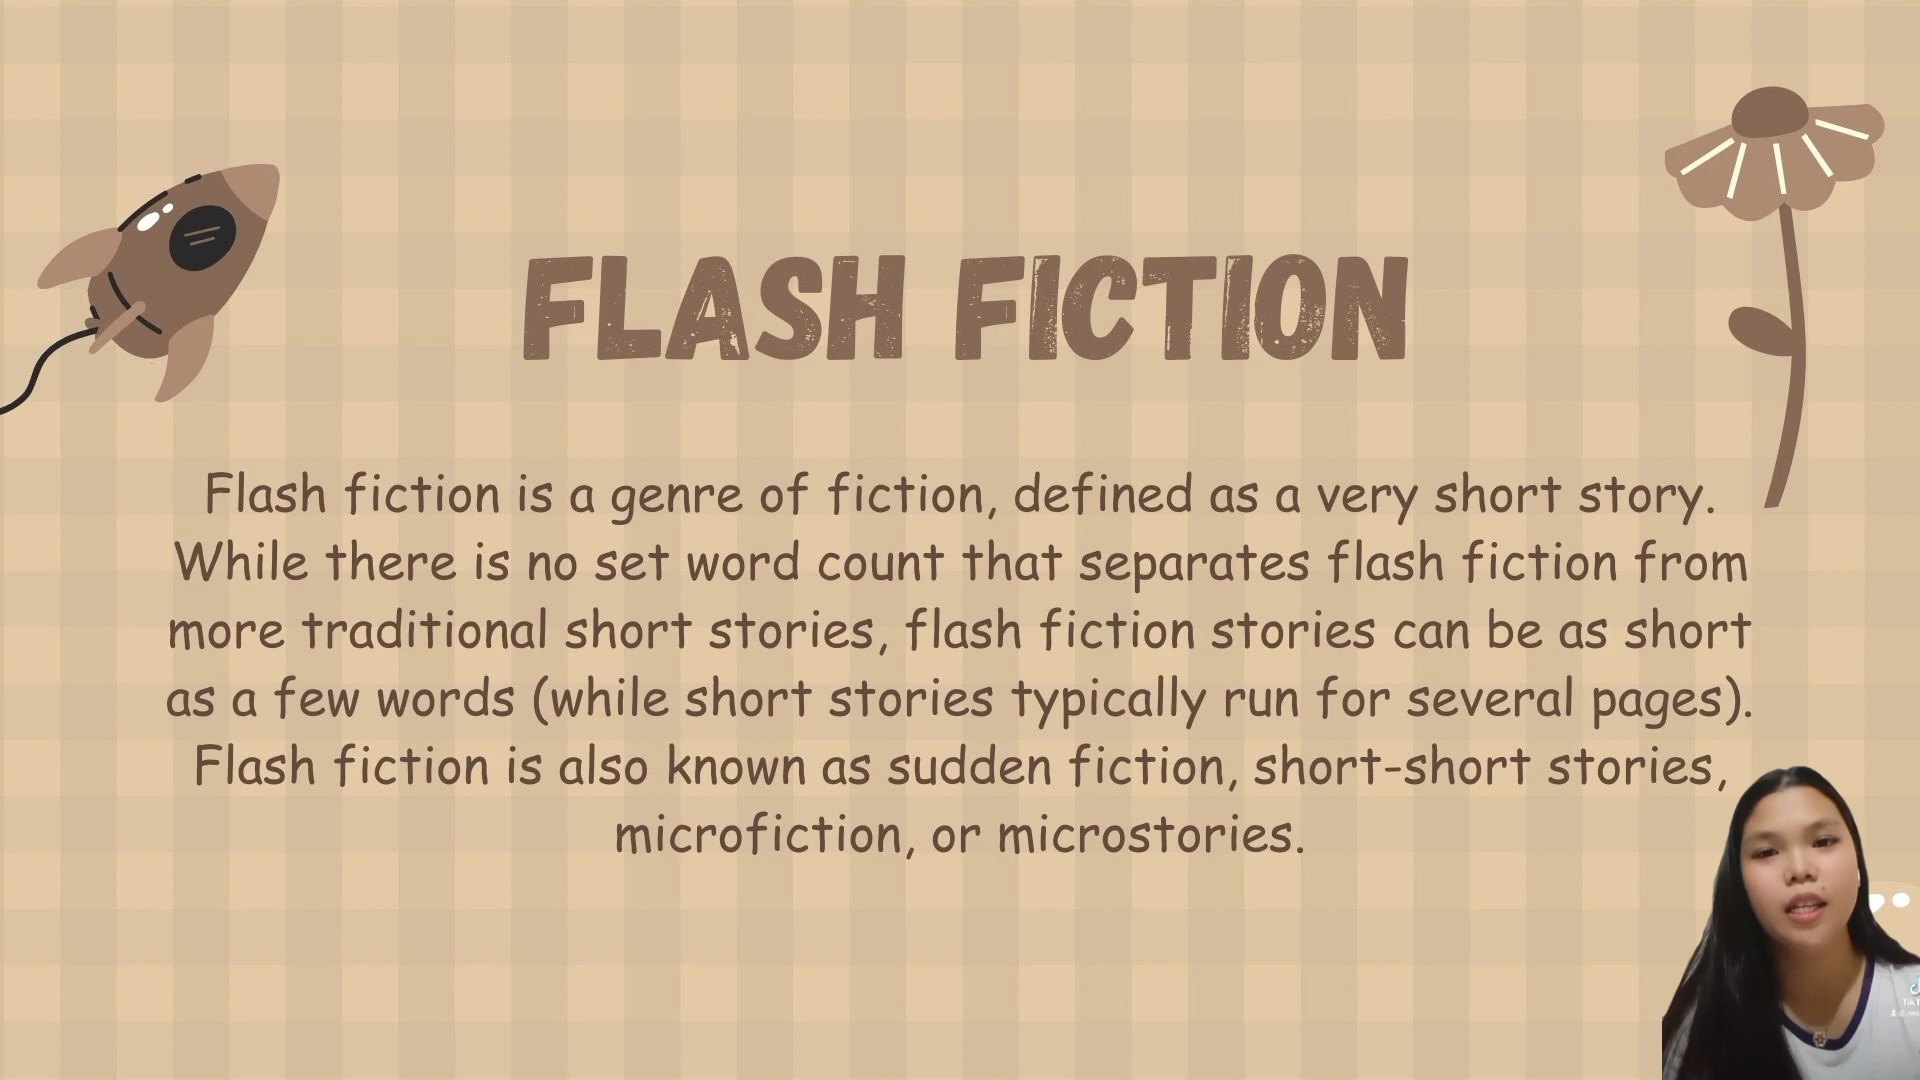 FLASH FICTION
Flash fiction is a genre of fiction, defined as a very short story.
While there is no set word count that separates flash fiction from
more traditional short stories, flash fiction stories can be as short
as a few words (while short stories typically run for several pages).
Flash fiction is also known as sudden fiction, short-short stories,
microfiction, or microstories.